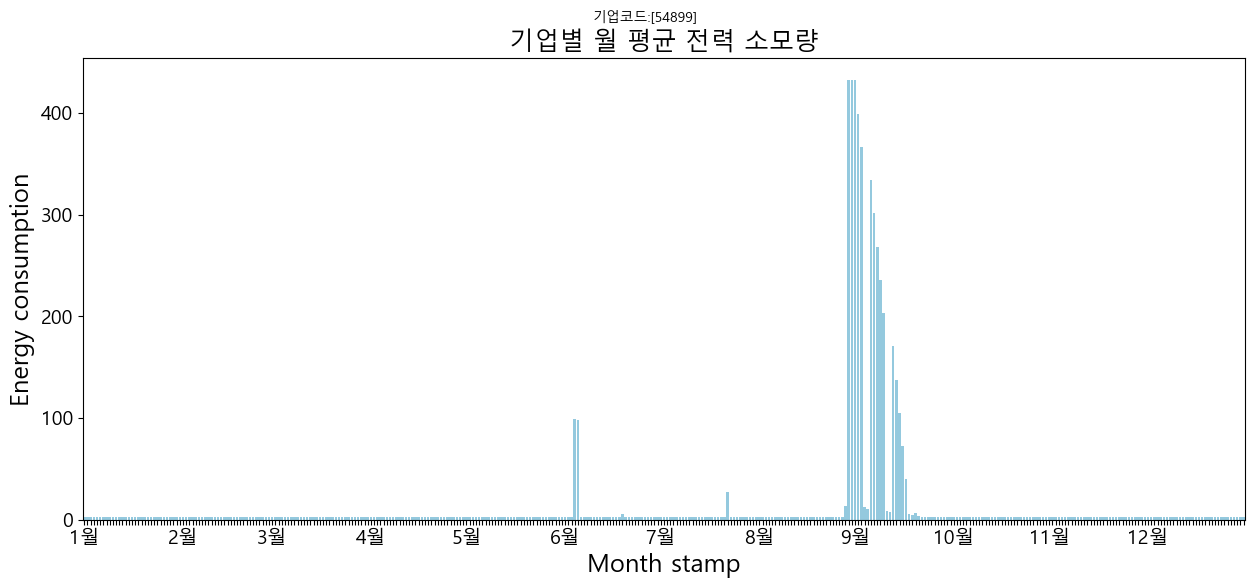 기업코드:[54899]
기업별 월 평균 전력 소모량
Energy consumption
400
300
200
100
0
1월 2월 3월 4월 5월 6월 7월 8월 9월 10월 11월 12월
Month stamp